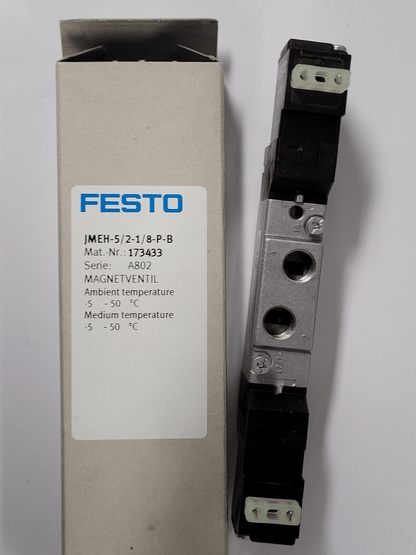 FESTO
JMEH-5/2-1/8-P-B
Mat.-Nr.: 173433
Serie: A802
MAGNETVENTIL
Ambient temperature
-5 - 50 °C
Medium temperature
-5 - 50 °C